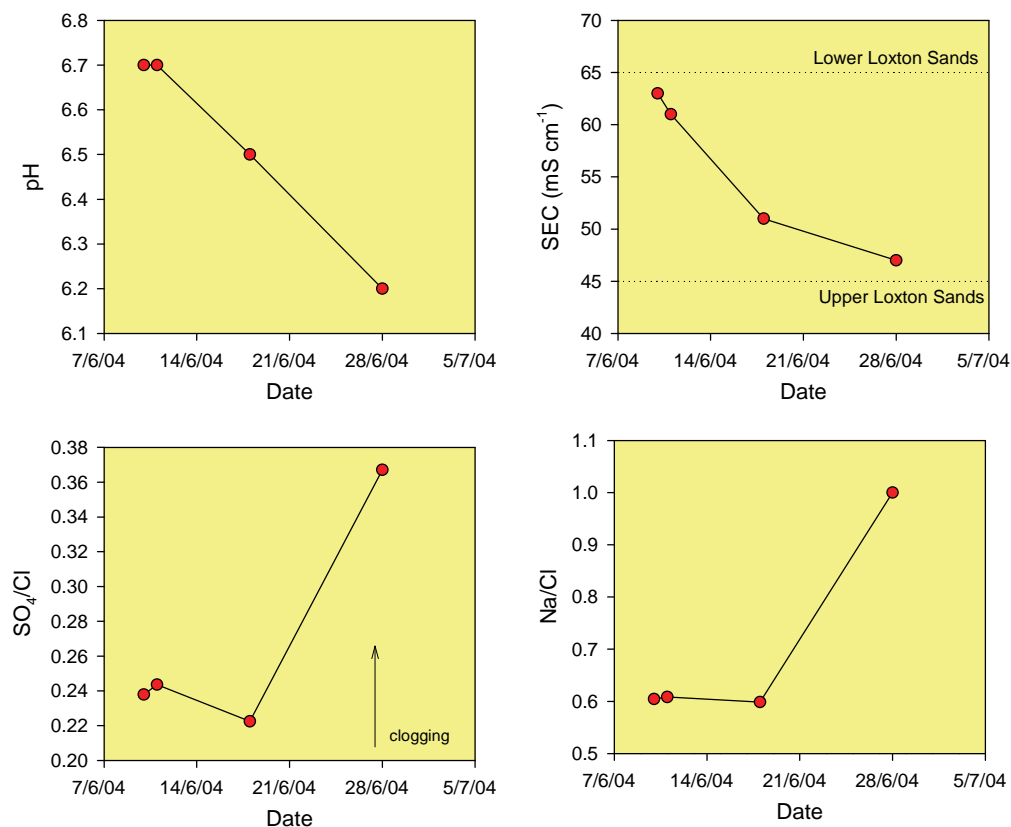 6.8
6.7
6.6
6.5
6.4
6.3
6.2
6.1
pH
7/6/04 14/6/04 21/6/04 28/6/04 5/7/04
Date
70
65
60
55
50
45
40
SEC (mS cm⁻¹)
Lower Loxton Sands
Upper Loxton Sands
7/6/04 14/6/04 21/6/04 28/6/04 5/7/04
Date
0.38
0.36
0.34
0.32
0.30
0.28
0.26
0.24
0.22
0.20
SO₄/Cl
clogging
7/6/04 14/6/04 21/6/04 28/6/04 5/7/04
Date
1.1
1.0
0.9
0.8
0.7
0.6
0.5
Na/Cl
7/6/04 14/6/04 21/6/04 28/6/04 5/7/04
Date